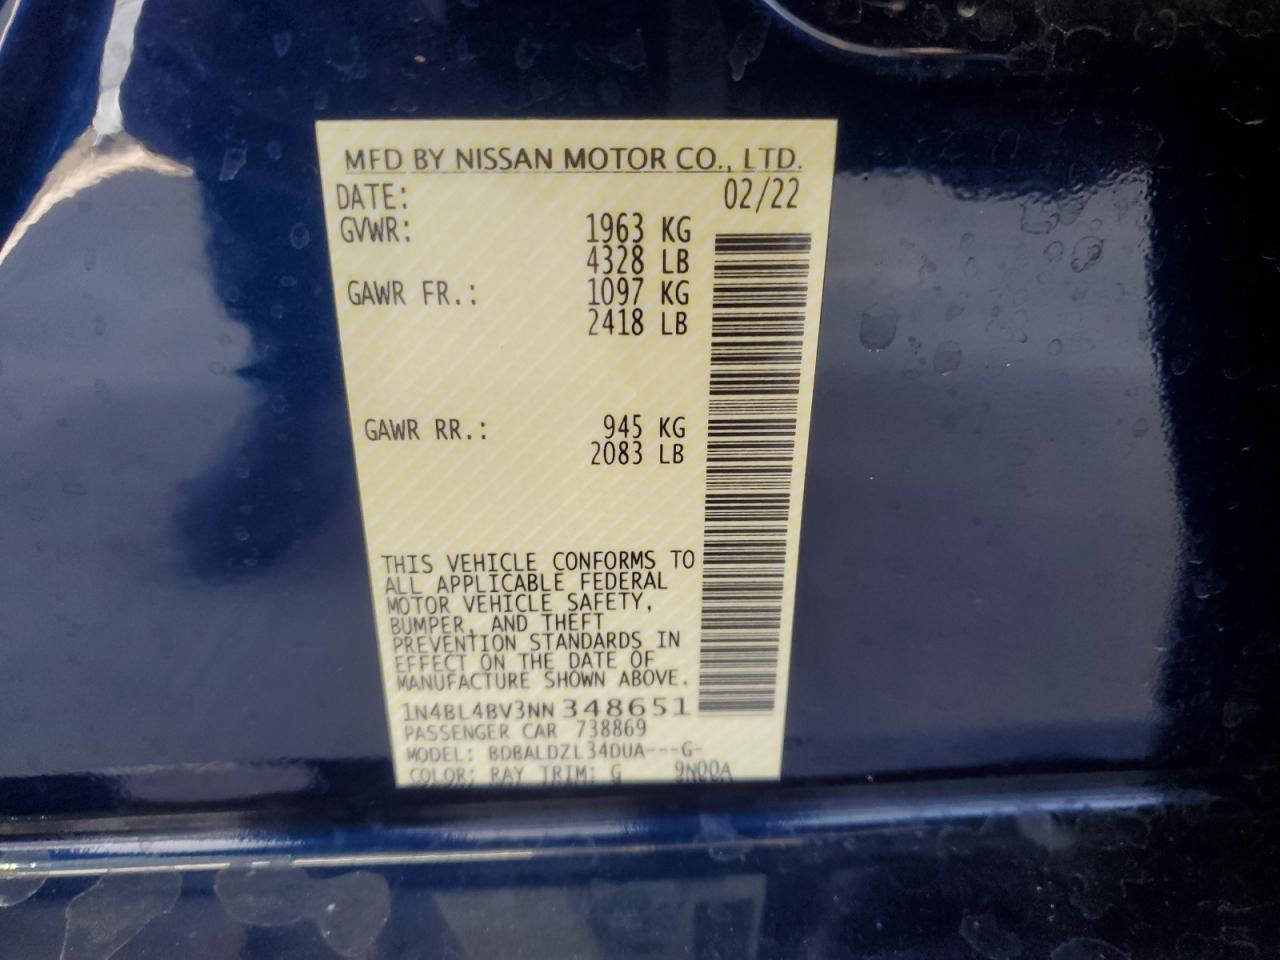 MFD BY NISSAN MOTOR CO., LTD.
DATE: 02/22
GVWR: 1963 KG
4328 LB
GAWR FR.: 1097 KG
2418 LB
GAWR RR.: 945 KG
2083 LB
THIS VEHICLE CONFORMS TO
ALL APPLICABLE FEDERAL
MOTOR VEHICLE SAFETY,
BUMPER, AND THEFT
PREVENTION STANDARDS IN
EFFECT ON THE DATE OF
MANUFACTURE SHOWN ABOVE.
1N4BL4BV3NN348651
PASSENGER CAR 738869
MODEL: BDBALDZL34DUA---G-
COLOR: RAY TRIM: G 9N00A